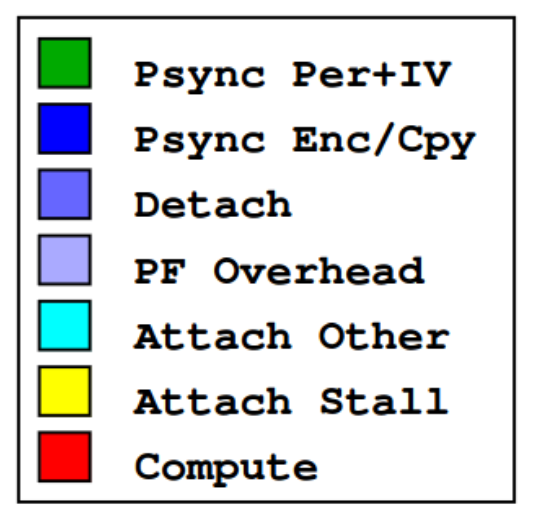 Psync Per+IV
Psync Enc/Cpy
Detach
PF Overhead
Attach Other
Attach Stall
Compute